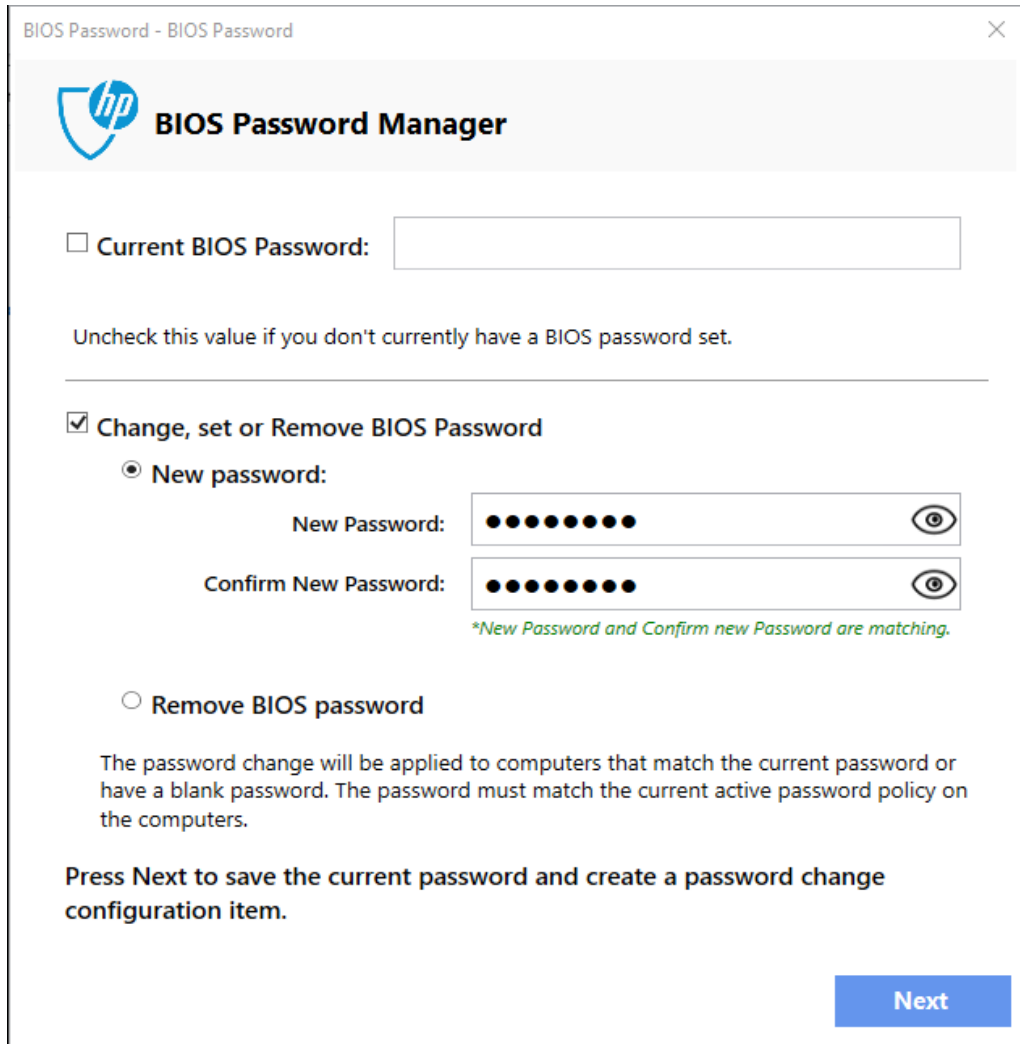 BIOS Password - BIOS Password
hp
BIOS Password Manager
Current BIOS Password:
Uncheck this value if you don't currently have a BIOS password set.
Change, set or Remove BIOS Password
New password:
New Password: ●●●●●●●●
Confirm New Password: ●●●●●●●●
*New Password and Confirm new Password are matching.
Remove BIOS password
The password change will be applied to computers that match the current password or
have a blank password. The password must match the current active password policy on
the computers.
Press Next to save the current password and create a password change
configuration item.
Next